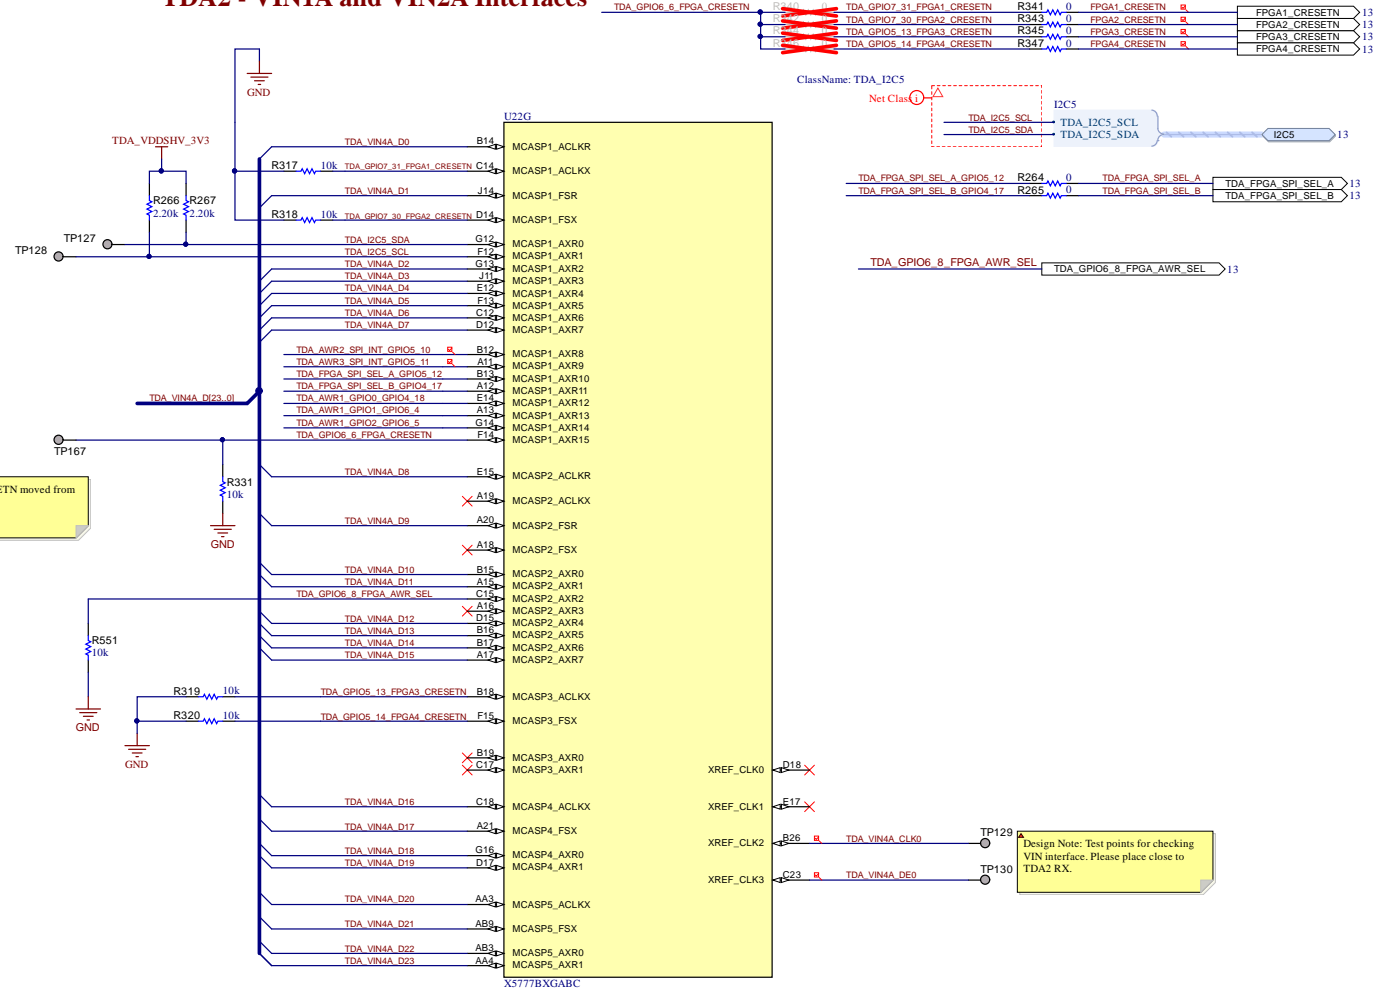 TDA2 - VIN1A and VIN2A Interfaces
TDA_GPIO6_6_FPGA_CRESETN
TDA_GPIO7_31_FPGA1_CRESETN R341 0 FPGA1_CRESETN FPGA1_CRESETN 13
TDA_GPIO7_30_FPGA2_CRESETN R343 0 FPGA2_CRESETN FPGA2_CRESETN 13
TDA_GPIO5_13_FPGA3_CRESETN R345 0 FPGA3_CRESETN FPGA3_CRESETN 13
TDA_GPIO5_14_FPGA4_CRESETN R347 0 FPGA4_CRESETN FPGA4_CRESETN 13
ClassName: TDA_I2C5
Net Class i
I2C5
TDA_I2C5_SCL TDA_I2C5_SCL
TDA_I2C5_SDA TDA_I2C5_SDA
I2C5 13
TDA_FPGA_SPI_SEL_A_GPIO5_12 R264 0 TDA_FPGA_SPI_SEL_A TDA_FPGA_SPI_SEL_A 13
TDA_FPGA_SPI_SEL_B_GPIO4_17 R265 0 TDA_FPGA_SPI_SEL_B TDA_FPGA_SPI_SEL_B 13
TDA_GPIO6_8_FPGA_AWR_SEL TDA_GPIO6_8_FPGA_AWR_SEL 13
GND
U22G
TDA_VDDSHV_3V3
TDA_VIN4A_D0 B14 MCASP1_ACLKR
R317 10k TDA_GPIO7_31_FPGA1_CRESETN C14 MCASP1_ACLKX
TDA_VIN4A_D1 J14 MCASP1_FSR
R266 R267
2.20k 2.20k
R318 10k TDA_GPIO7_30_FPGA2_CRESETN D14 MCASP1_FSX
TP127 TDA_I2C5_SDA G12 MCASP1_AXR0
TP128 TDA_I2C5_SCL F12 MCASP1_AXR1
TDA_VIN4A_D2 G13 MCASP1_AXR2
TDA_VIN4A_D3 J11 MCASP1_AXR3
TDA_VIN4A_D4 E12 MCASP1_AXR4
TDA_VIN4A_D5 F13 MCASP1_AXR5
TDA_VIN4A_D6 C12 MCASP1_AXR6
TDA_VIN4A_D7 D12 MCASP1_AXR7
TDA_AWR2_SPI_INT_GPIO5_10 B12 MCASP1_AXR8
TDA_AWR3_SPI_INT_GPIO5_11 A11 MCASP1_AXR9
TDA_FPGA_SPI_SEL_A_GPIO5_12 B13 MCASP1_AXR10
TDA_FPGA_SPI_SEL_B_GPIO4_17 A12 MCASP1_AXR11
TDA_VIN4A_D[23..0]
TDA_AWR1_GPIO0_GPIO4_18 E14 MCASP1_AXR12
TDA_AWR1_GPIO1_GPIO6_4 A13 MCASP1_AXR13
TDA_AWR1_GPIO2_GPIO6_5 G14 MCASP1_AXR14
TP167 TDA_GPIO6_6_FPGA_CRESETN F14 MCASP1_AXR15
R331
10k
GND
ETN moved from
TDA_VIN4A_D8 E15 MCASP2_ACLKR
A19 MCASP2_ACLKX
TDA_VIN4A_D9 A20 MCASP2_FSR
A18 MCASP2_FSX
TDA_VIN4A_D10 B15 MCASP2_AXR0
TDA_VIN4A_D11 A15 MCASP2_AXR1
TDA_GPIO6_8_FPGA_AWR_SEL C15 MCASP2_AXR2
A16 MCASP2_AXR3
TDA_VIN4A_D12 D15 MCASP2_AXR4
TDA_VIN4A_D13 B16 MCASP2_AXR5
TDA_VIN4A_D14 B17 MCASP2_AXR6
TDA_VIN4A_D15 A17 MCASP2_AXR7
R551
10k
GND
R319 10k TDA_GPIO5_13_FPGA3_CRESETN B18 MCASP3_ACLKX
R320 10k TDA_GPIO5_14_FPGA4_CRESETN F15 MCASP3_FSX
GND
B19 MCASP3_AXR0
C17 MCASP3_AXR1
XREF_CLK0 D18
TDA_VIN4A_D16 C18 MCASP4_ACLKX
XREF_CLK1 E17
TDA_VIN4A_D17 A21 MCASP4_FSX
XREF_CLK2 B26 TDA_VIN4A_CLK0 TP129
TDA_VIN4A_D18 G16 MCASP4_AXR0
TDA_VIN4A_D19 D17 MCASP4_AXR1
XREF_CLK3 C23 TDA_VIN4A_DE0 TP130
Design Note: Test points for checking
VIN interface. Please place close to
TDA2 RX.
TDA_VIN4A_D20 AA3 MCASP5_ACLKX
TDA_VIN4A_D21 AB9 MCASP5_FSX
TDA_VIN4A_D22 AB3 MCASP5_AXR0
TDA_VIN4A_D23 AA4 MCASP5_AXR1
X5777BXGABC